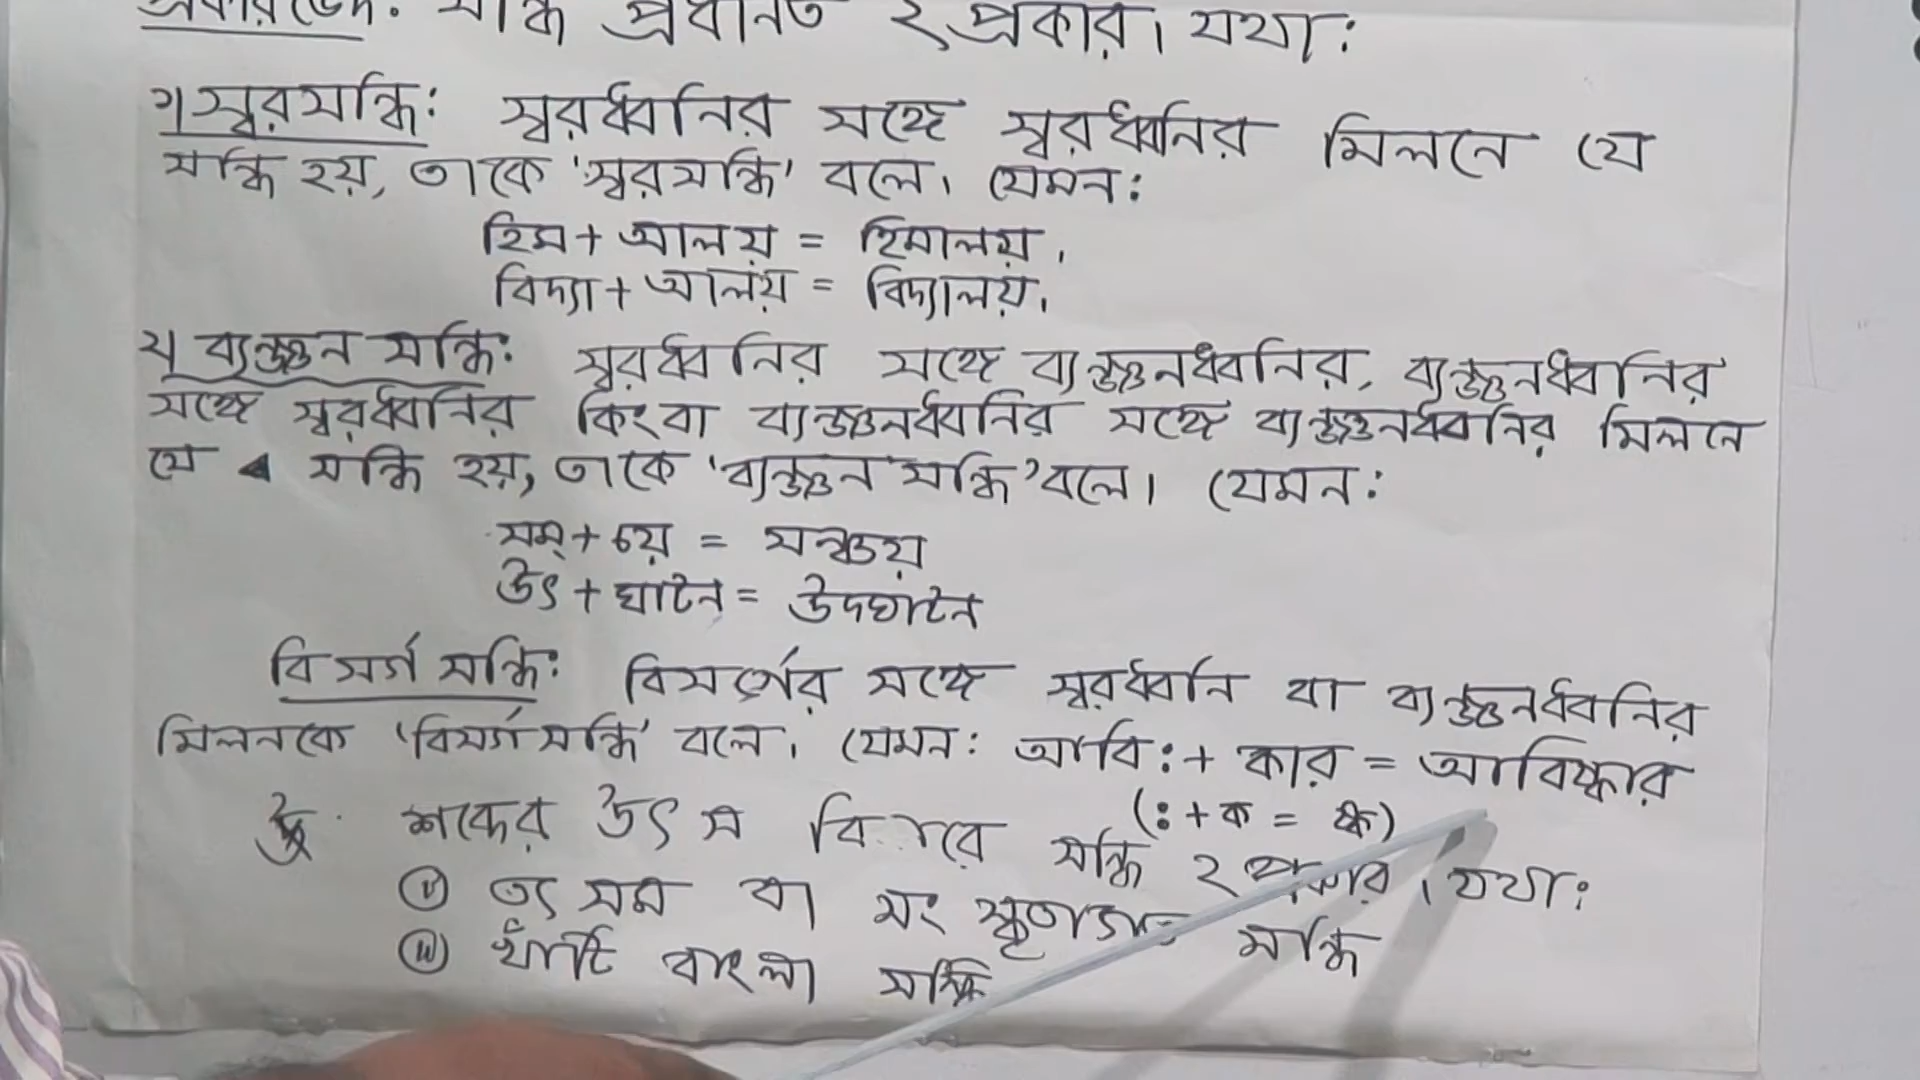 প্রকারভেদ: সন্ধি প্রধানত ২ প্রকার। যথা:
১। স্বরসন্ধি: স্বরধ্বনির সঙ্গে স্বরধ্বনির মিলনে যে
সন্ধি হয়, তাকে 'স্বরসন্ধি' বলে। যেমন:
হিম + আলয় = হিমালয়।
বিদ্যা + আলয় = বিদ্যালয়।
২। ব্যঞ্জন সন্ধি: স্বরধ্বনির সঙ্গে ব্যঞ্জনধ্বনির, ব্যঞ্জনধ্বনির
সঙ্গে স্বরধ্বনির কিংবা ব্যঞ্জনধ্বনির সঙ্গে ব্যঞ্জনধ্বনির মিলনে
যে সন্ধি হয়, তাকে 'ব্যঞ্জন সন্ধি' বলে। যেমন:
সম্ + চয় = সঞ্চয়
উৎ + ঘাটন = উদঘাটন
বিসর্গ সন্ধি: বিসর্গের সঙ্গে স্বরধ্বনি বা ব্যঞ্জনধ্বনির
মিলনকে 'বিসর্গ সন্ধি' বলে। যেমন: আবি: + কার = আবিষ্কার
(ঃ + ক = ষ্ক)
শব্দের উৎস সন্ধি ২ প্রকার। যথা:
(i) তৎসম বা সংস্কৃতাগত সন্ধি
(ii) খাঁটি বাংলা সন্ধি